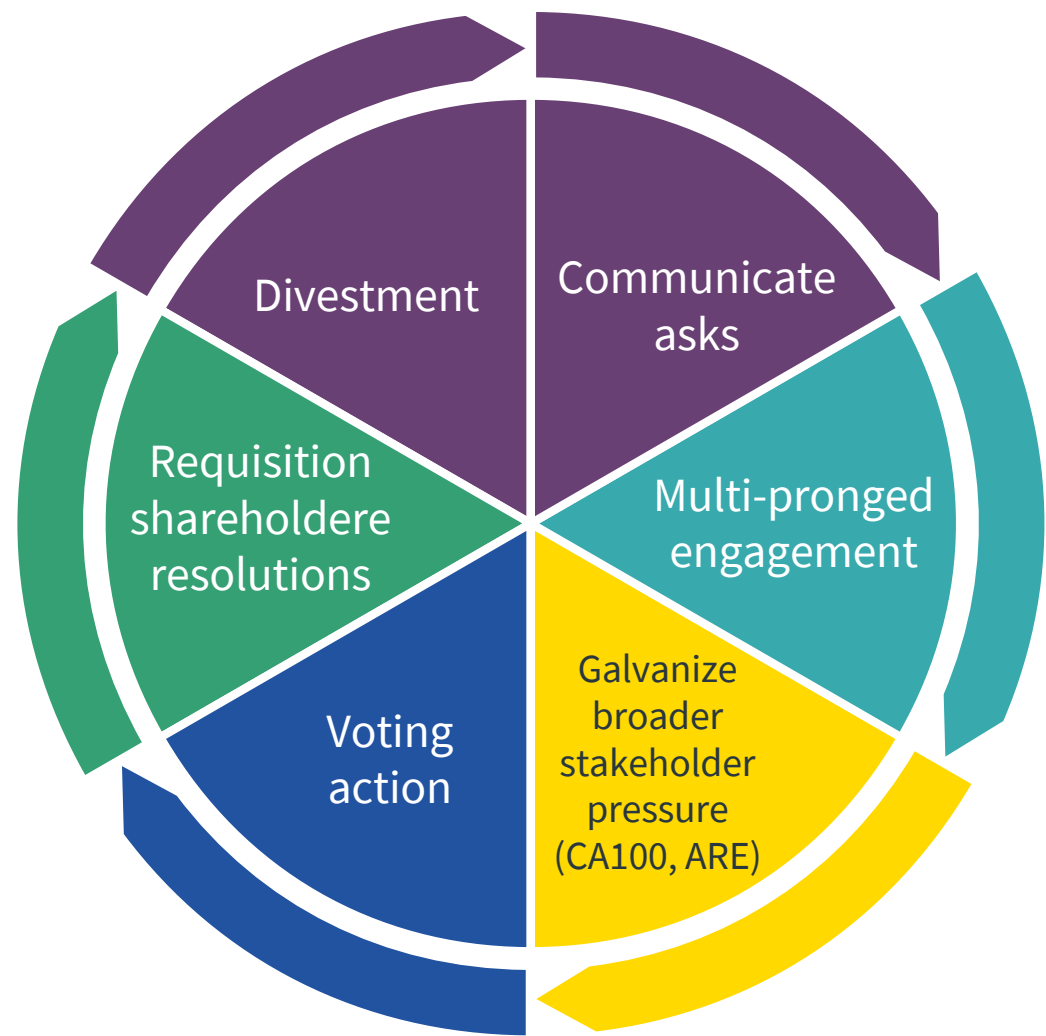 Divestment
Communicate
asks
Requisition
shareholdere
resolutions
Multi-pronged
engagement
Voting
action
Galvanize
broader
stakeholder
pressure
(CA100, ARE)